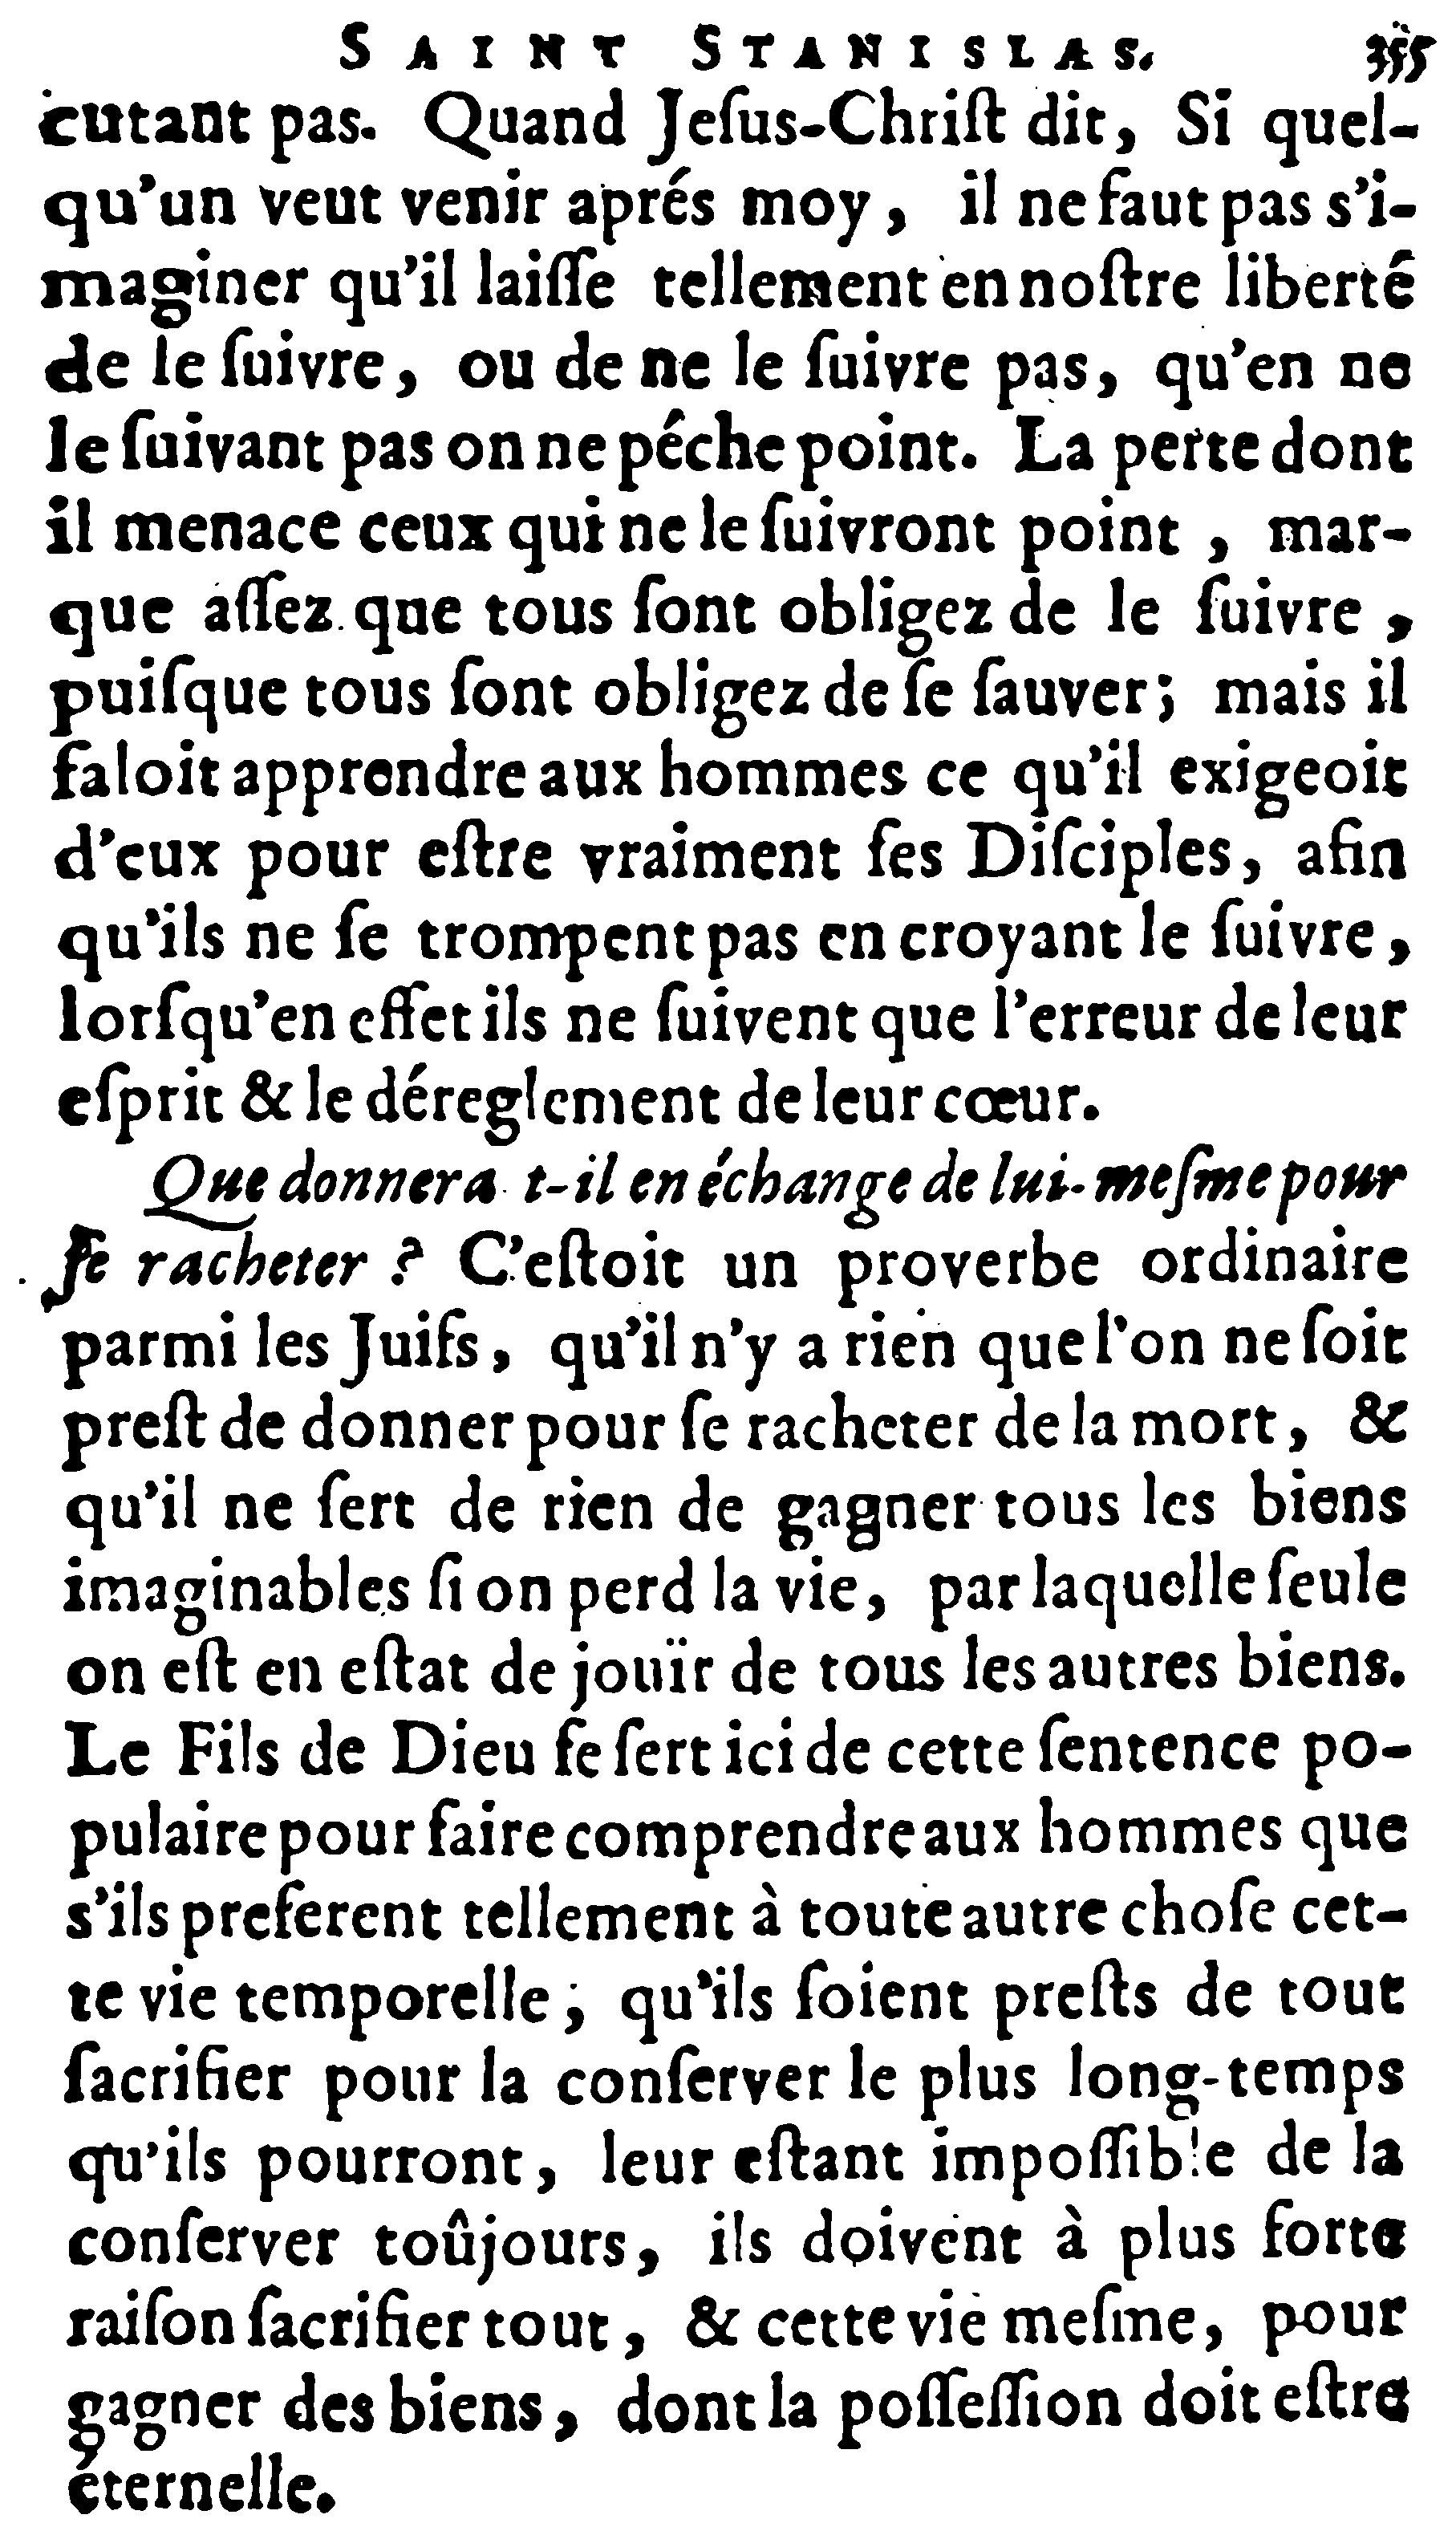 SAINT STANISLAS. 355
cutant pas. Quand Jeſus-Chriſt dit, Si quel-
qu'un veut venir aprés moy, il ne faut pas s'i-
maginer qu'il laiſſe tellement en noſtre liberté
de le ſuivre, ou de ne le ſuivre pas, qu'en ne
le ſuivant pas on ne péche point. La perte dont
il menace ceux qui ne le ſuivront point, mar-
que aſſez que tous ſont obligez de le ſuivre,
puiſque tous ſont obligez de ſe ſauver; mais il
faloit apprendre aux hommes ce qu'il exigeoit
d'eux pour eſtre vraiment ſes Diſciples, afin
qu'ils ne ſe trompent pas en croyant le ſuivre,
lorſqu'en effet ils ne ſuivent que l'erreur de leur
eſprit & le déreglement de leur cœur.
Que donnera t-il en échange de lui-meſme pour
ſe racheter? C'eſtoit un proverbe ordinaire
parmi les Juifs, qu'il n'y a rien que l'on ne ſoit
preſt de donner pour ſe racheter de la mort, &
qu'il ne ſert de rien de gagner tous les biens
imaginables ſi on perd la vie, par laquelle ſeule
on eſt en eſtat de jouïr de tous les autres biens.
Le Fils de Dieu ſe ſert ici de cette ſentence po-
pulaire pour faire comprendre aux hommes que
s'ils preferent tellement à toute autre choſe cet-
te vie temporelle; qu'ils ſoient preſts de tout
ſacrifier pour la conſerver le plus long-temps
qu'ils pourront, leur eſtant impoſſible de la
conſerver toûjours, ils doivent à plus forte
raiſon ſacrifier tout, & cette vie meſme, pour
gagner des biens, dont la poſſeſſion doit eſtre
éternelle.